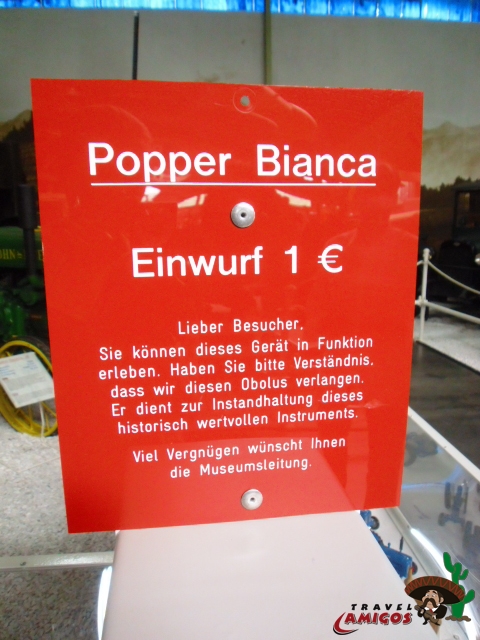 Popper Bianca
Einwurf 1 €
Lieber Besucher,
Sie können dieses Gerät in Funktion
erleben. Haben Sie bitte Verständnis,
dass wir diesen Obolus verlangen.
Er dient zur Instandhaltung dieses
historisch wertvollen Instruments.
Viel Vergnügen wünscht Ihnen
die Museumsleitung.
TRAVEL
AMIGOS